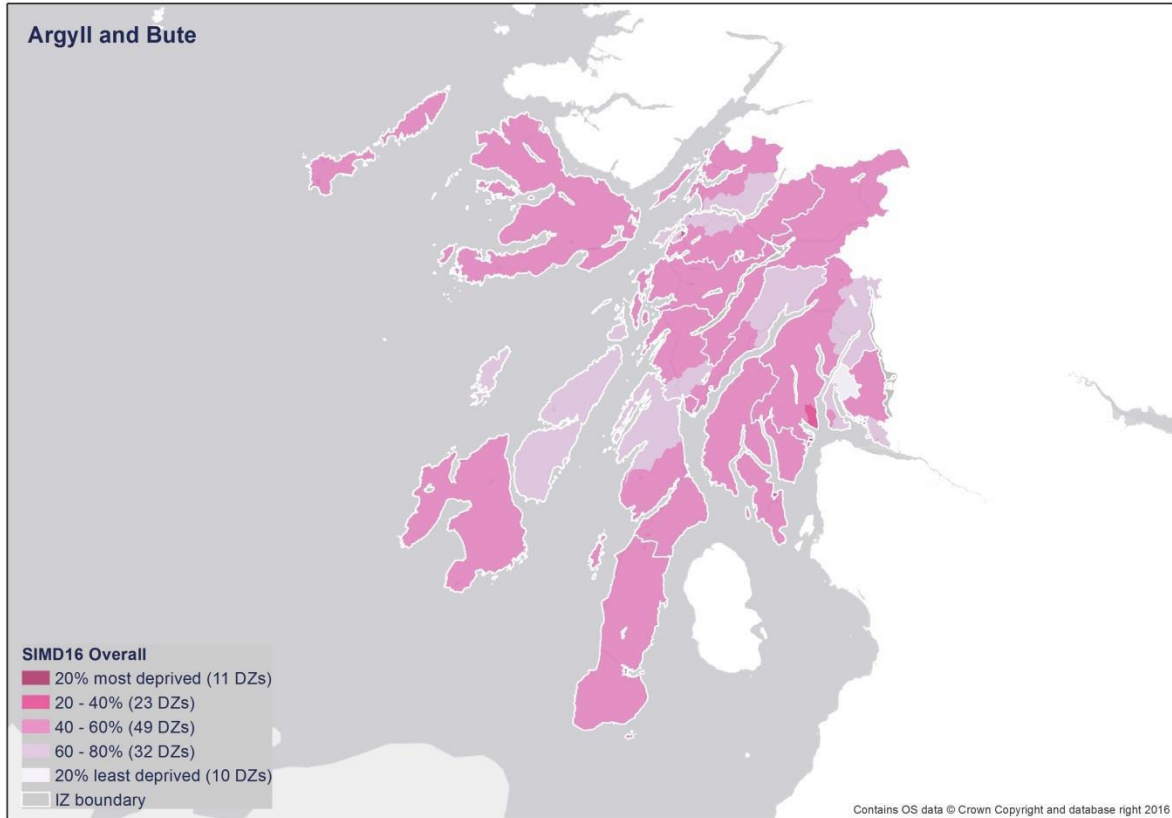 Argyll and Bute
SIMD16 Overall
20% most deprived (11 DZs)
20 - 40% (23 DZs)
40 - 60% (49 DZs)
60 - 80% (32 DZs)
20% least deprived (10 DZs)
IZ boundary
Contains OS data © Crown Copyright and database right 2016